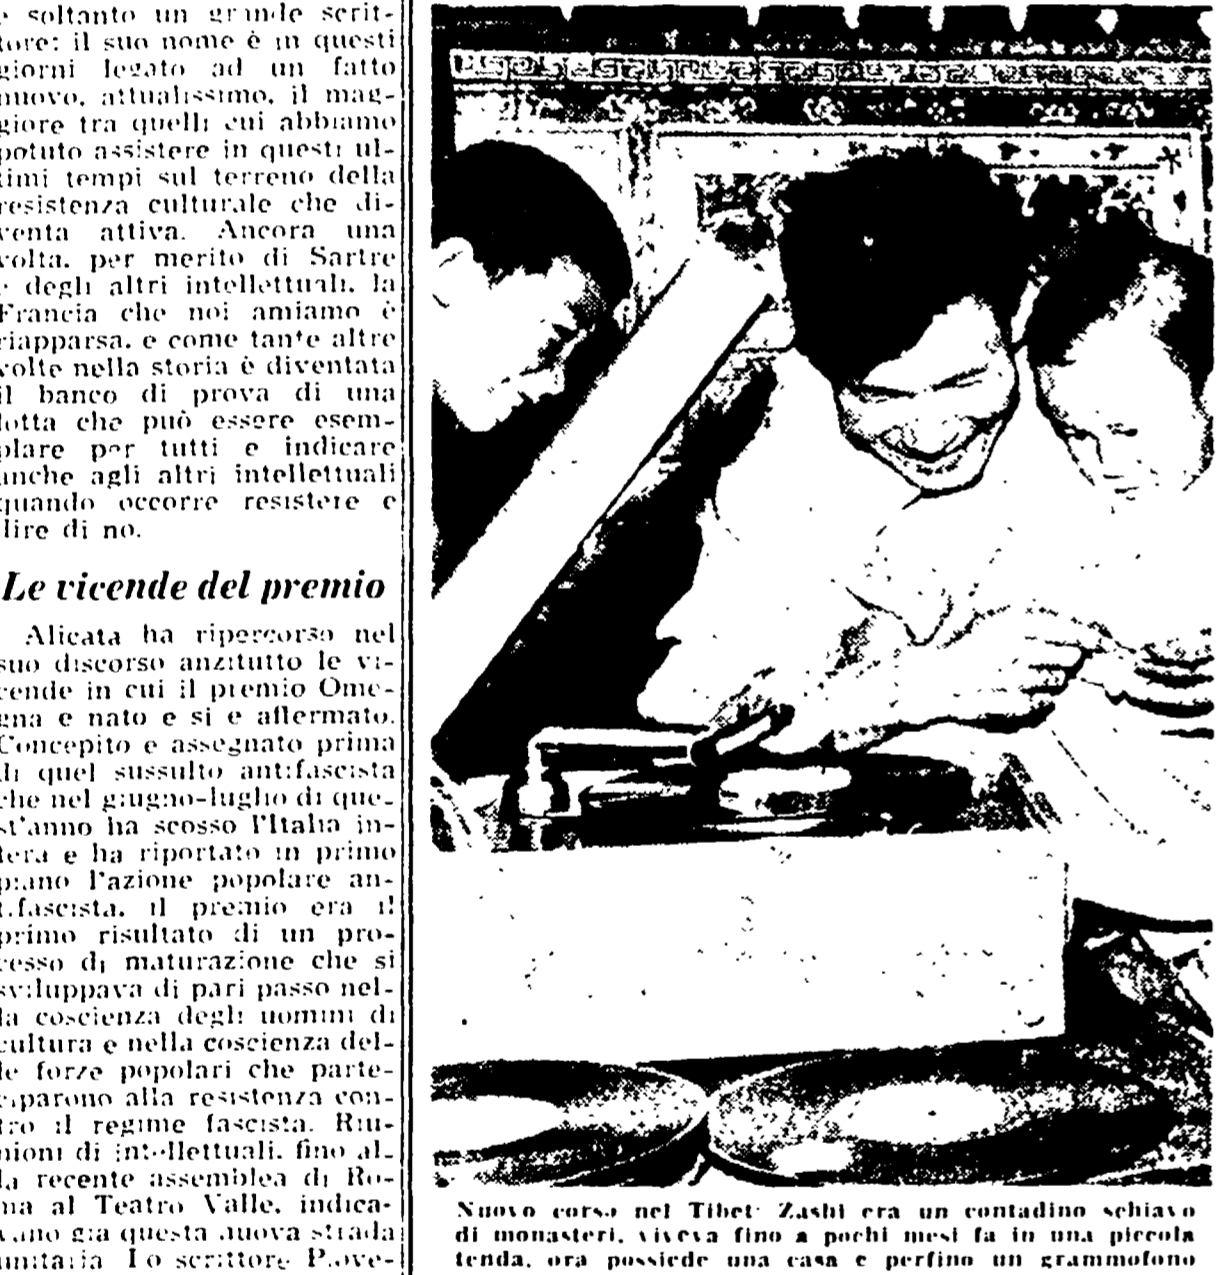 soltanto un grande scrit-
tore: il suo nome è in questi
giorni legato ad un fatto
nuovo, attualissimo, il mag-
giore tra quelli cui abbiamo
potuto assistere in questi ul-
timi tempi sul terreno della
resistenza culturale che di-
venta attiva. Ancora una
volta, per merito di Sartre
e degli altri intellettuali, la
Francia che noi amiamo è
riapparsa, e come tante altre
volte nella storia è diventata
il banco di prova di una
lotta che può essere esem-
plare per tutti e indicare
anche agli altri intellettuali
quando occorre resistere e
dire di no.
Le vicende del premio
Alicata ha ripercorso nel
suo discorso anzitutto le vi-
cende in cui il premio Ome-
gna e nato e si e affermato.
Concepito e assegnato prima
di quel sussulto antifascista
che nel giugno-luglio di que-
st'anno ha scosso l'Italia in-
tera e ha riportato in primo
piano l'azione popolare an-
tifascista, il premio era il
primo risultato di un pro-
cesso di maturazione che si
sviluppava di pari passo nel-
la coscienza degli uomini di
cultura e nella coscienza del-
le forze popolari che parte-
ciparono alla resistenza con-
tro il regime fascista. Riu-
nioni di intellettuali, fino al-
la recente assemblea di Ro-
ma al Teatro Valle, indica-
vano già questa nuova strada
unitaria Lo scrittore Piove-
Nuovo corso nel Tibet: Zashi era un contadino schiavo
di monasteri, viveva fino a pochi mesi fa in una piccola
tenda, ora possiede una casa e perfino un grammofono